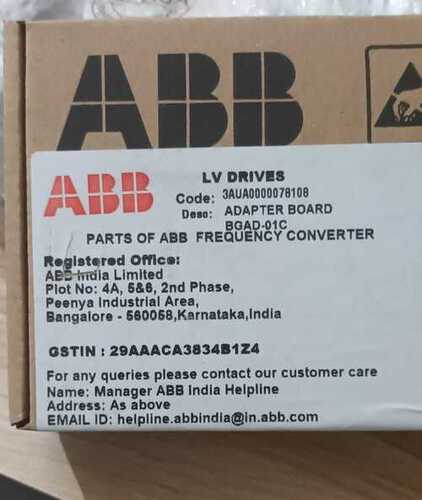 ABB
ABB
LV DRIVES
Code: 3AUA0000078108
Desc: ADAPTER BOARD
BGAD-01C
PARTS OF ABB FREQUENCY CONVERTER
Registered Office:
ABB India Limited
Plot No: 4A, 5&6, 2nd Phase,
Peenya Industrial Area,
Bangalore - 560058,Karnataka,India
GSTIN : 29AAACA3834B1Z4
For any queries please contact our customer care
Name: Manager ABB India Helpline
Address: As above
EMAIL ID: helpline.abbindia@in.abb.com